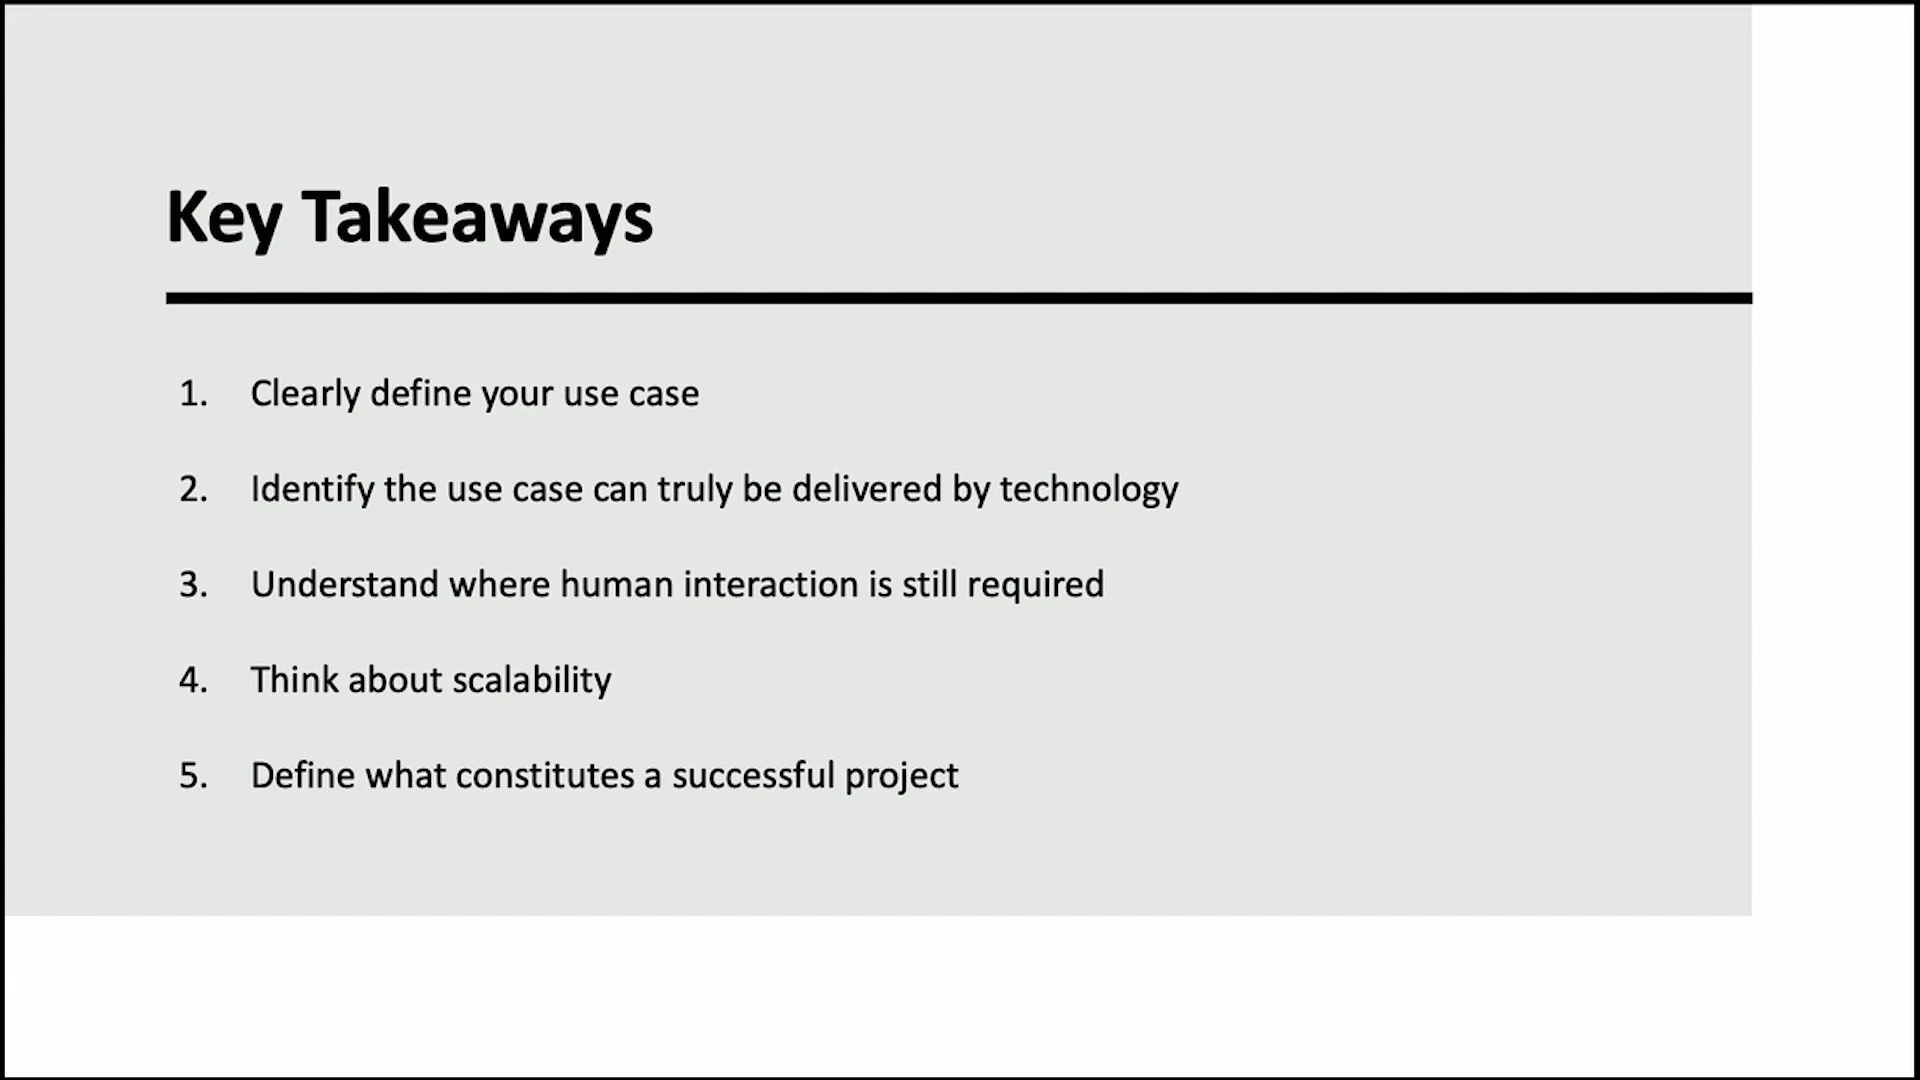 Key Takeaways
1. Clearly define your use case
2. Identify the use case can truly be delivered by technology
3. Understand where human interaction is still required
4. Think about scalability
5. Define what constitutes a successful project